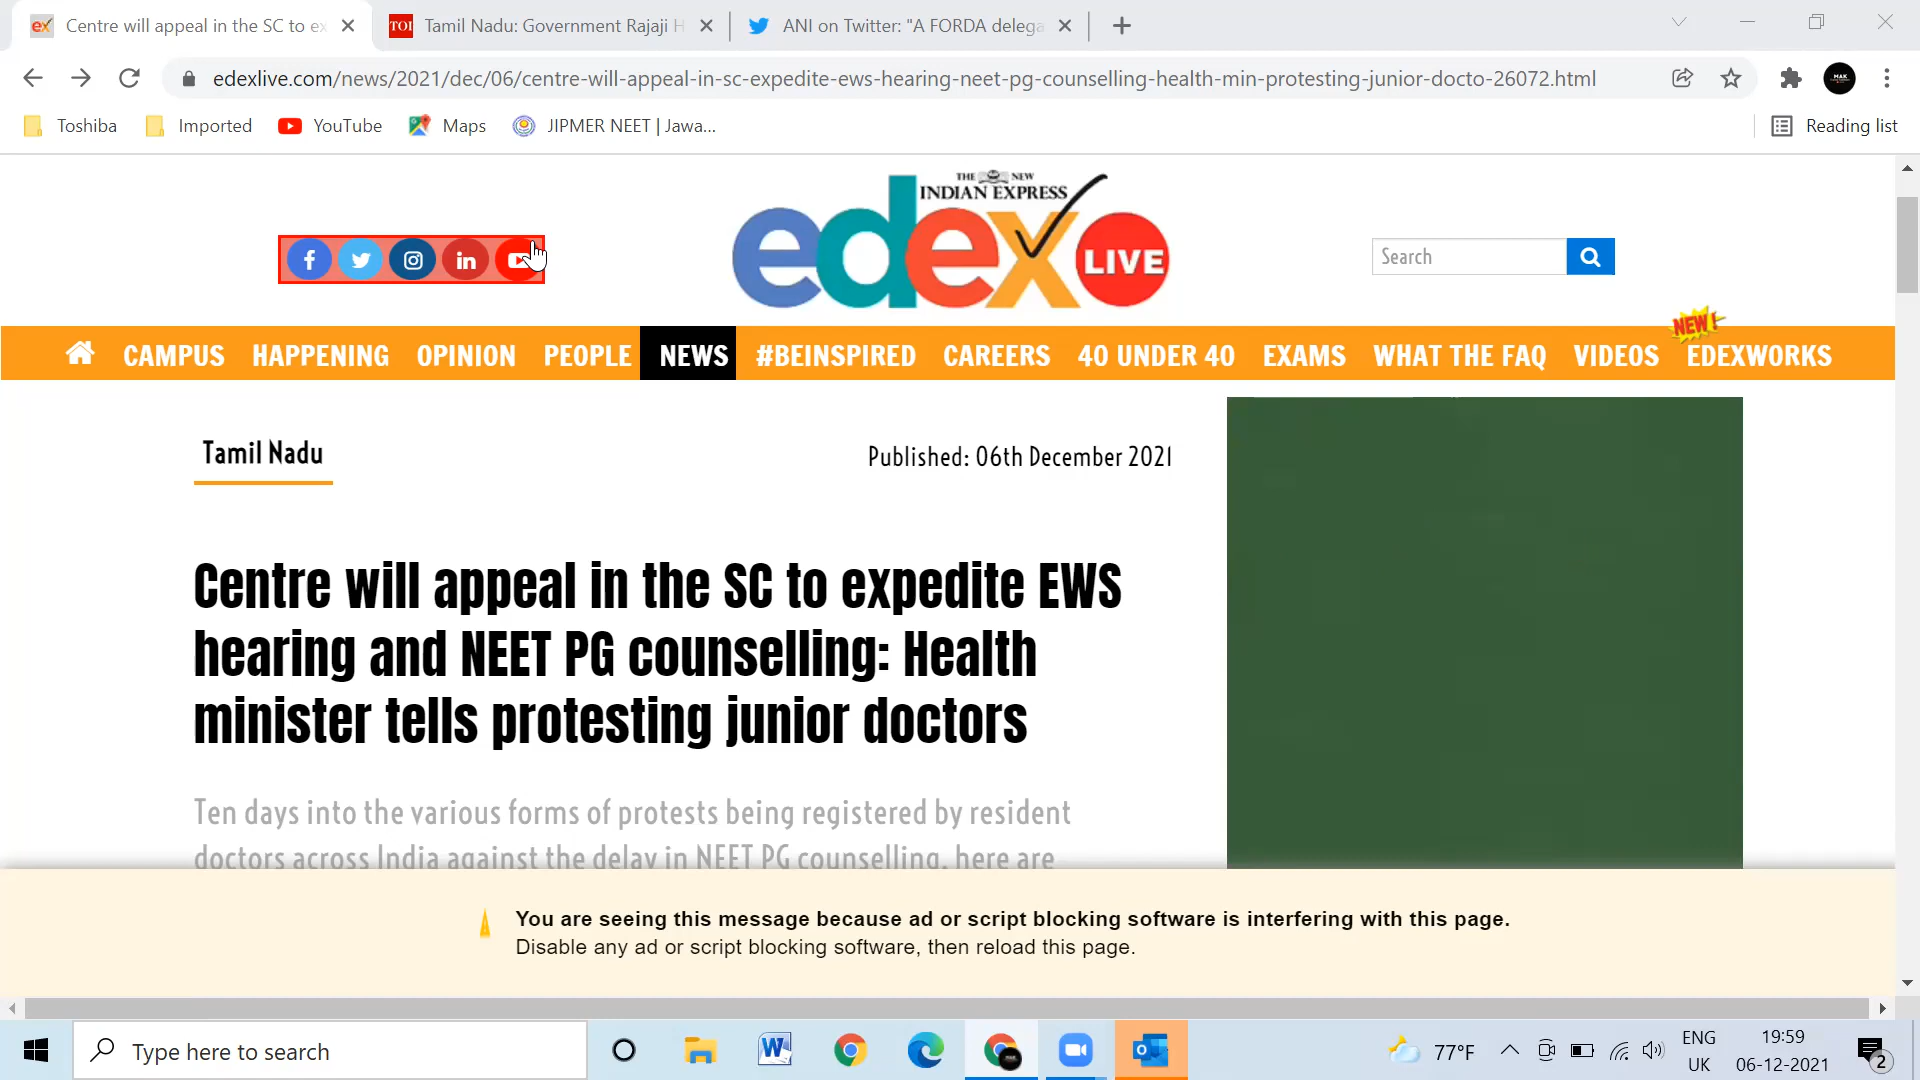 Centre will appeal in the SC to ex
Tamil Nadu: Government Rajaji H
ANI on Twitter: "A FORDA delega
edexlive.com/news/2021/dec/06/centre-will-appeal-in-sc-expedite-ews-hearing-neet-pg-counselling-health-min-protesting-junior-docto-26072.html
Toshiba
Imported
YouTube
Maps
JIPMER NEET | Jawa...
Reading list
THE NEW
INDIAN EXPRESS
edex LIVE
Search
NEW!
CAMPUS HAPPENING OPINION PEOPLE NEWS #BEINSPIRED CAREERS 40 UNDER 40 EXAMS WHAT THE FAQ VIDEOS EDEXWORKS
Tamil Nadu
Published: 06th December 2021
Centre will appeal in the SC to expedite EWS
hearing and NEET PG counselling: Health
minister tells protesting junior doctors
Ten days into the various forms of protests being registered by resident
doctors across India against the delay in NEET PG counselling, here are
You are seeing this message because ad or script blocking software is interfering with this page.
Disable any ad or script blocking software, then reload this page.
Type here to search
77°F
ENG
UK
19:59
06-12-2021
2